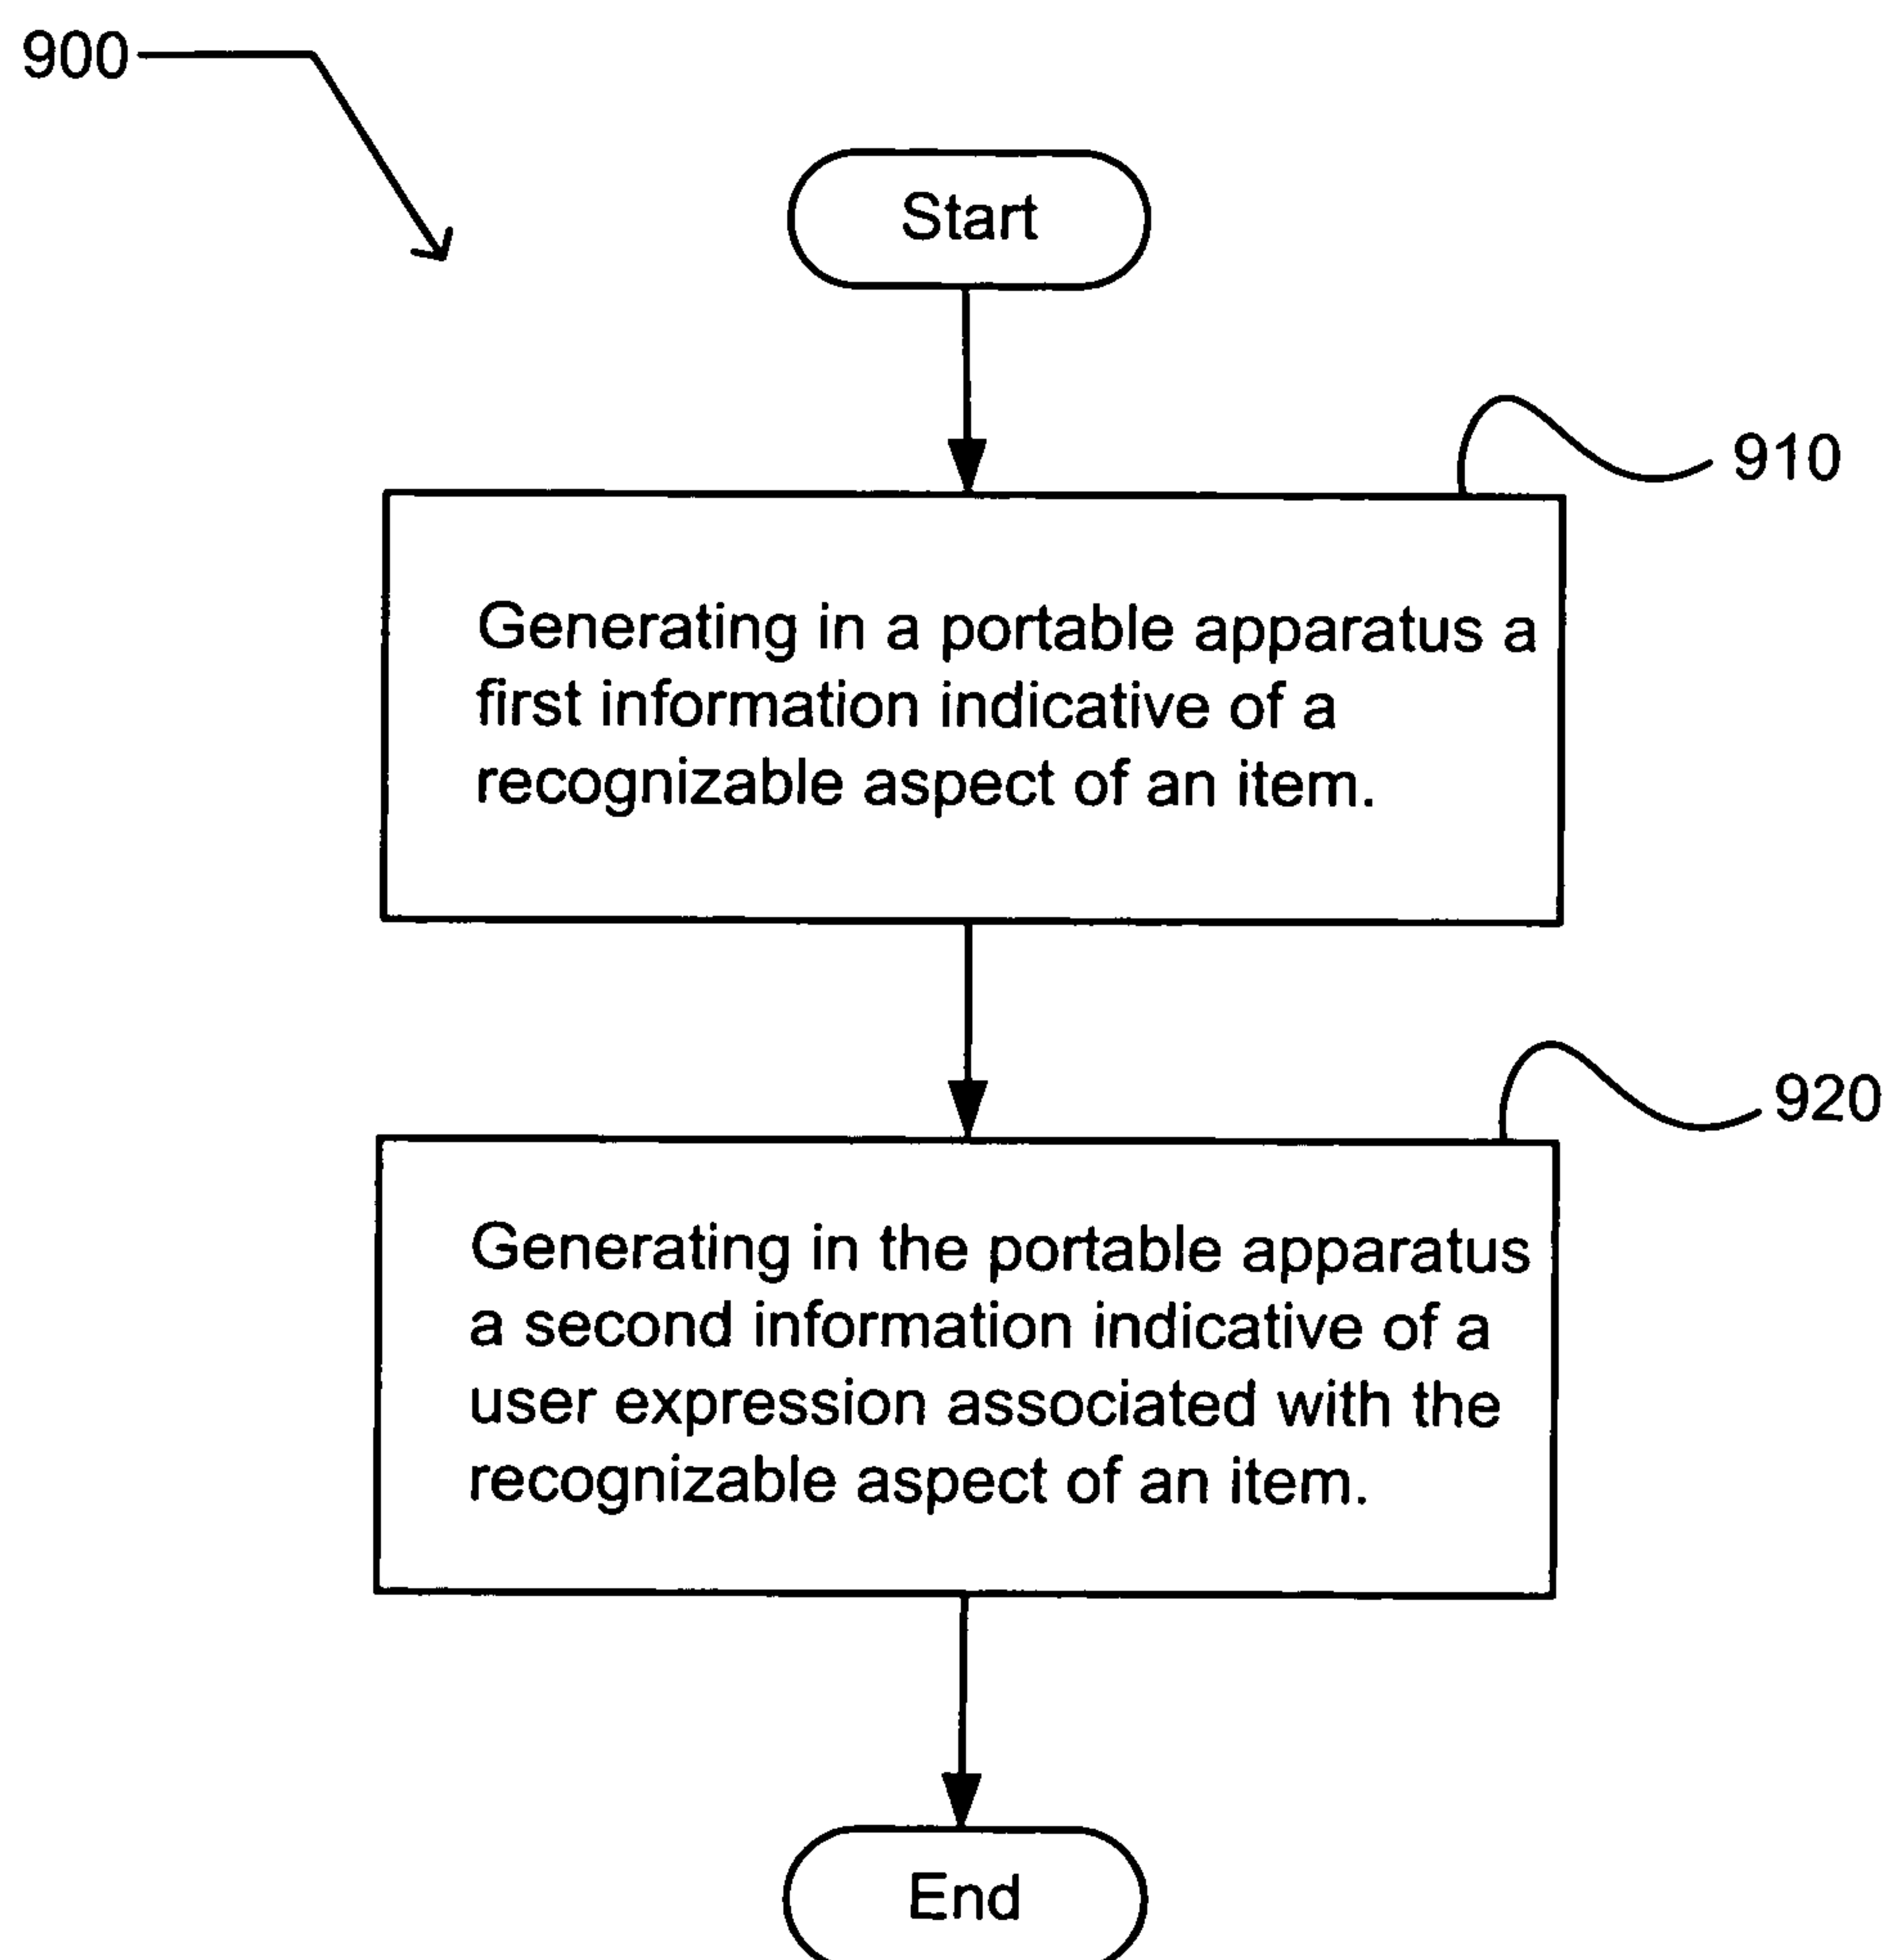 900
Start
910
Generating in a portable apparatus a
first information indicative of a
recognizable aspect of an item.
920
Generating in the portable apparatus
a second information indicative of a
user expression associated with the
recognizable aspect of an item.
End